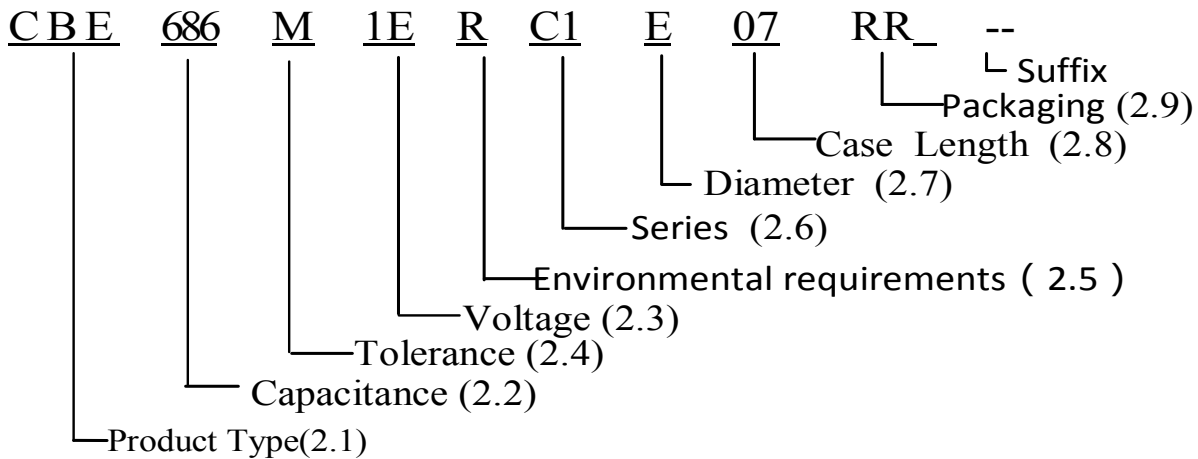 CBE 686 M 1E R C1 E 07 RR_ --
Suffix
Packaging (2.9)
Case Length (2.8)
Diameter (2.7)
Series (2.6)
Environmental requirements ( 2.5 )
Voltage (2.3)
Tolerance (2.4)
Capacitance (2.2)
Product Type(2.1)